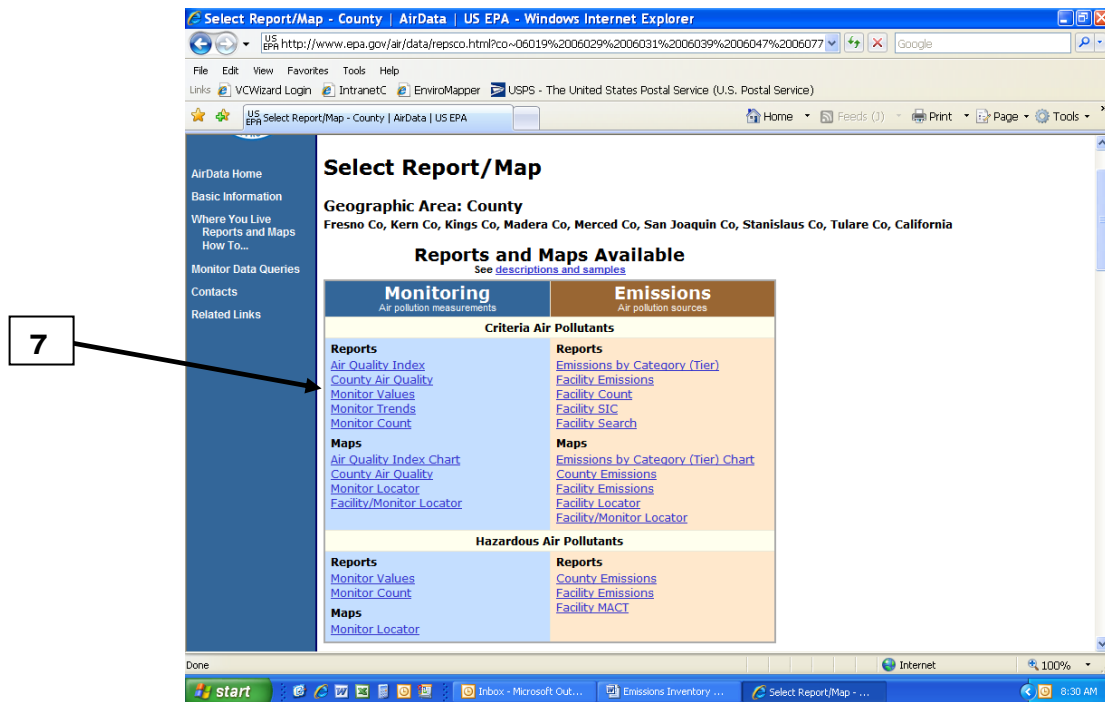 Select Report/Map - County | AirData | US EPA - Windows Internet Explorer
US EPA http://www.epa.gov/air/data/repsco.html?co~06019%2006029%2006031%2006039%2006047%2006077
Google
File Edit View Favorites Tools Help
Links VCWizard Login IntranetC EnviroMapper USPS - The United States Postal Service (U.S. Postal Service)
US EPA Select Report/Map - County | AirData | US EPA
Home Feeds (J) Print Page Tools
AirData Home
Basic Information
Where You Live
Reports and Maps
How To...
Monitor Data Queries
Contacts
Related Links
7
Select Report/Map
Geographic Area: County
Fresno Co, Kern Co, Kings Co, Madera Co, Merced Co, San Joaquin Co, Stanislaus Co, Tulare Co, California
Reports and Maps Available
See descriptions and samples
Monitoring
Air pollution measurements
Emissions
Air pollution sources
Criteria Air Pollutants
Reports
Air Quality Index
County Air Quality
Monitor Values
Monitor Trends
Monitor Count
Maps
Air Quality Index Chart
County Air Quality
Monitor Locator
Facility/Monitor Locator
Reports
Emissions by Category (Tier)
Facility Emissions
Facility Count
Facility SIC
Facility Search
Maps
Emissions by Category (Tier) Chart
County Emissions
Facility Emissions
Facility Locator
Facility/Monitor Locator
Hazardous Air Pollutants
Reports
Monitor Values
Monitor Count
Maps
Monitor Locator
Reports
County Emissions
Facility Emissions
Facility MACT
Done
Internet
100%
start
Inbox - Microsoft Out...
Emissions Inventory ...
Select Report/Map - ...
8:30 AM